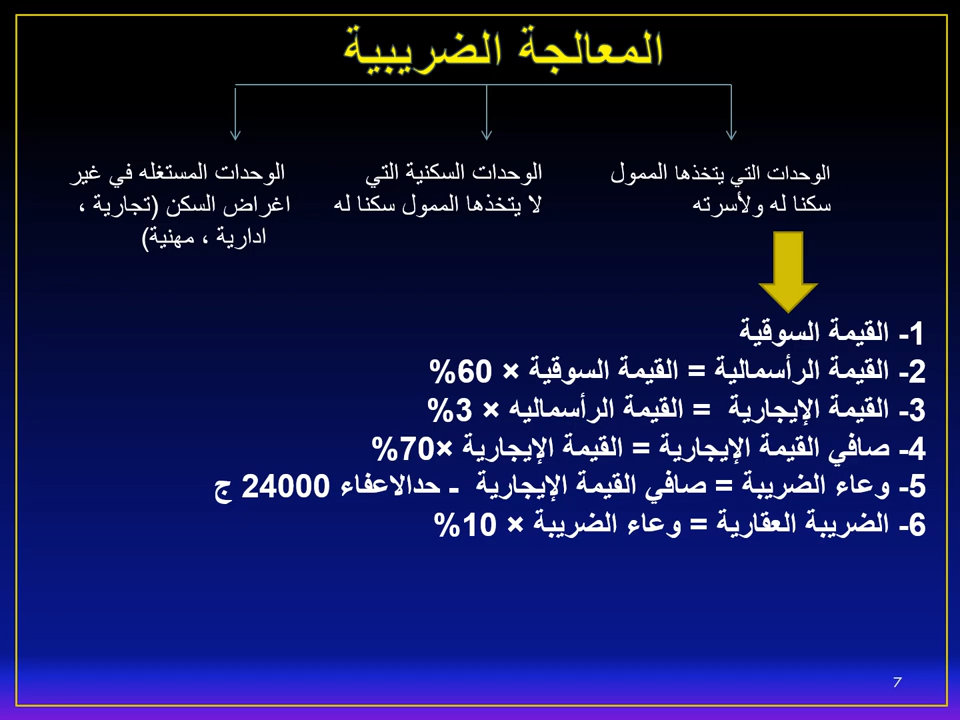 المعالجة الضريبية
الوحدات التي يتخذها الممول
سكنا له ولأسرته
الوحدات السكنية التي
لا يتخذها الممول سكنا له
الوحدات المستغله في غير
اغراض السكن (تجارية ،
ادارية ، مهنية)
1- القيمة السوقية
2- القيمة الرأسمالية = القيمة السوقية × 60%
3- القيمة الإيجارية = القيمة الرأسماليه × 3%
4- صافي القيمة الإيجارية = القيمة الإيجارية ×70%
5- وعاء الضريبة = صافي القيمة الإيجارية - حدالاعفاء 24000 ج
6- الضريبة العقارية = وعاء الضريبة × 10%
7